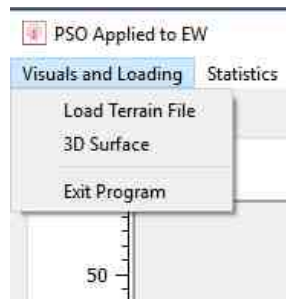 PSO Applied to EW
Visuals and Loading Statistics
Load Terrain File
3D Surface
Exit Program
50